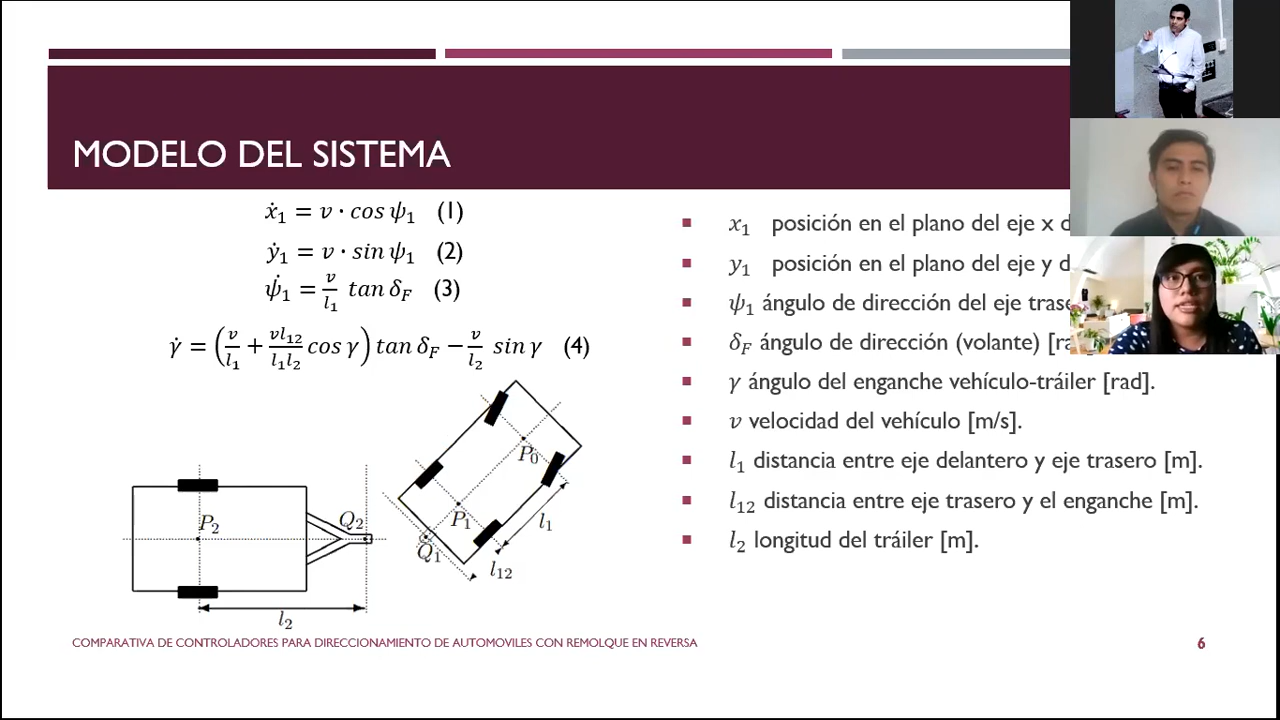 MODELO DEL SISTEMA
ẋ₁ = v · cos ψ₁ (1)
ẏ₁ = v · sin ψ₁ (2)
ψ̇₁ = v/l₁ tan δ_F (3)
γ̇ = (v/l₁ + vl₁₂/l₁l₂ cos γ) tan δ_F − v/l₂ sin γ (4)
x₁ posición en el plano del eje x
y₁ posición en el plano del eje y
ψ₁ ángulo de dirección del eje
δ_F ángulo de dirección (volante)
γ ángulo del enganche vehículo-tráiler [rad].
v velocidad del vehículo [m/s].
l₁ distancia entre eje delantero y eje trasero [m].
l₁₂ distancia entre eje trasero y el enganche [m].
l₂ longitud del tráiler [m].
P₀
P₁
l₁
Q₁
l₁₂
P₂
Q₂
l₂
COMPARATIVA DE CONTROLADORES PARA DIRECCIONAMIENTO DE AUTOMOVILES CON REMOLQUE EN REVERSA
6